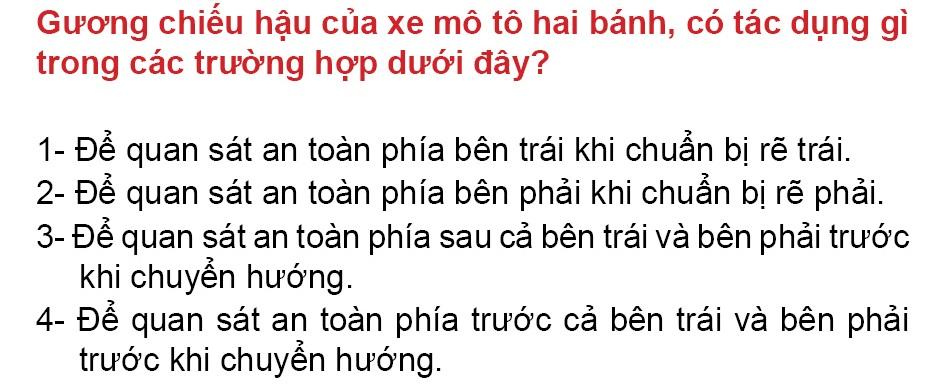 Gương chiếu hậu của xe mô tô hai bánh, có tác dụng gì
trong các trường hợp dưới đây?
1- Để quan sát an toàn phía bên trái khi chuẩn bị rẽ trái.
2- Để quan sát an toàn phía bên phải khi chuẩn bị rẽ phải.
3- Để quan sát an toàn phía sau cả bên trái và bên phải trước
khi chuyển hướng.
4- Để quan sát an toàn phía trước cả bên trái và bên phải
trước khi chuyển hướng.